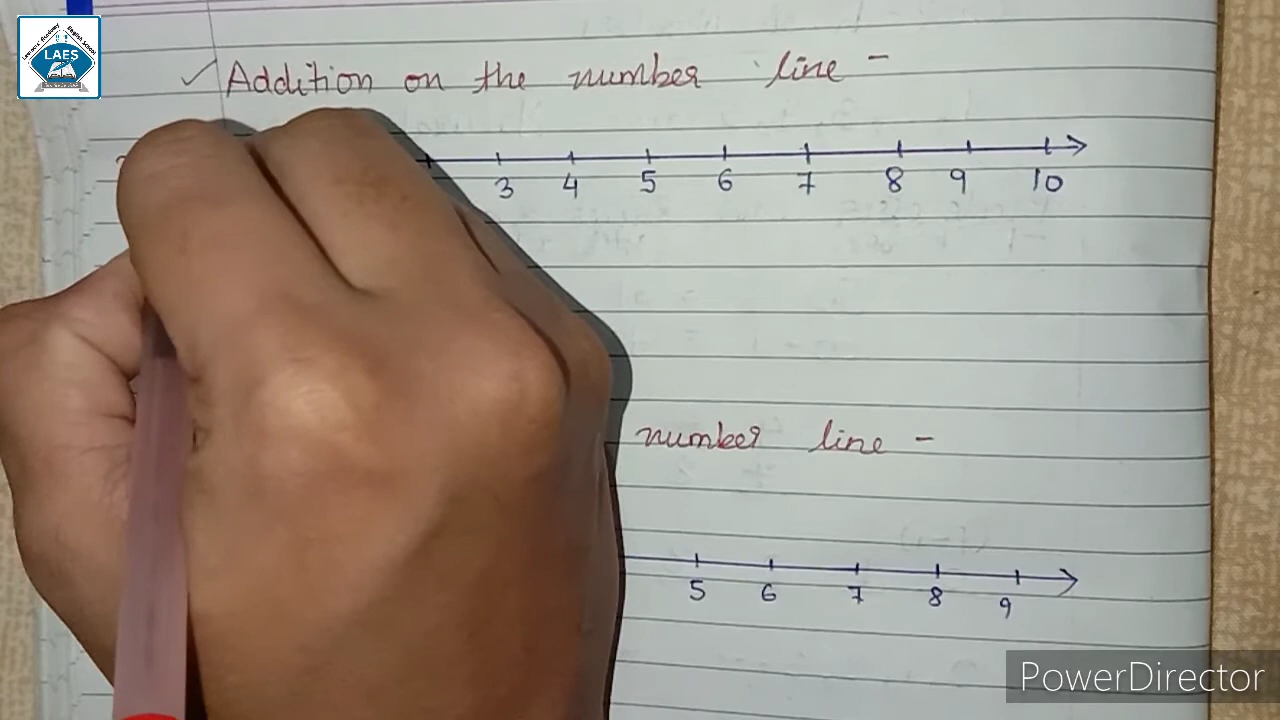 LAES
✓ Addition on the number line -
3 4 5 6 7 8 9 10
number line -
5 6 7 8 9
PowerDirector